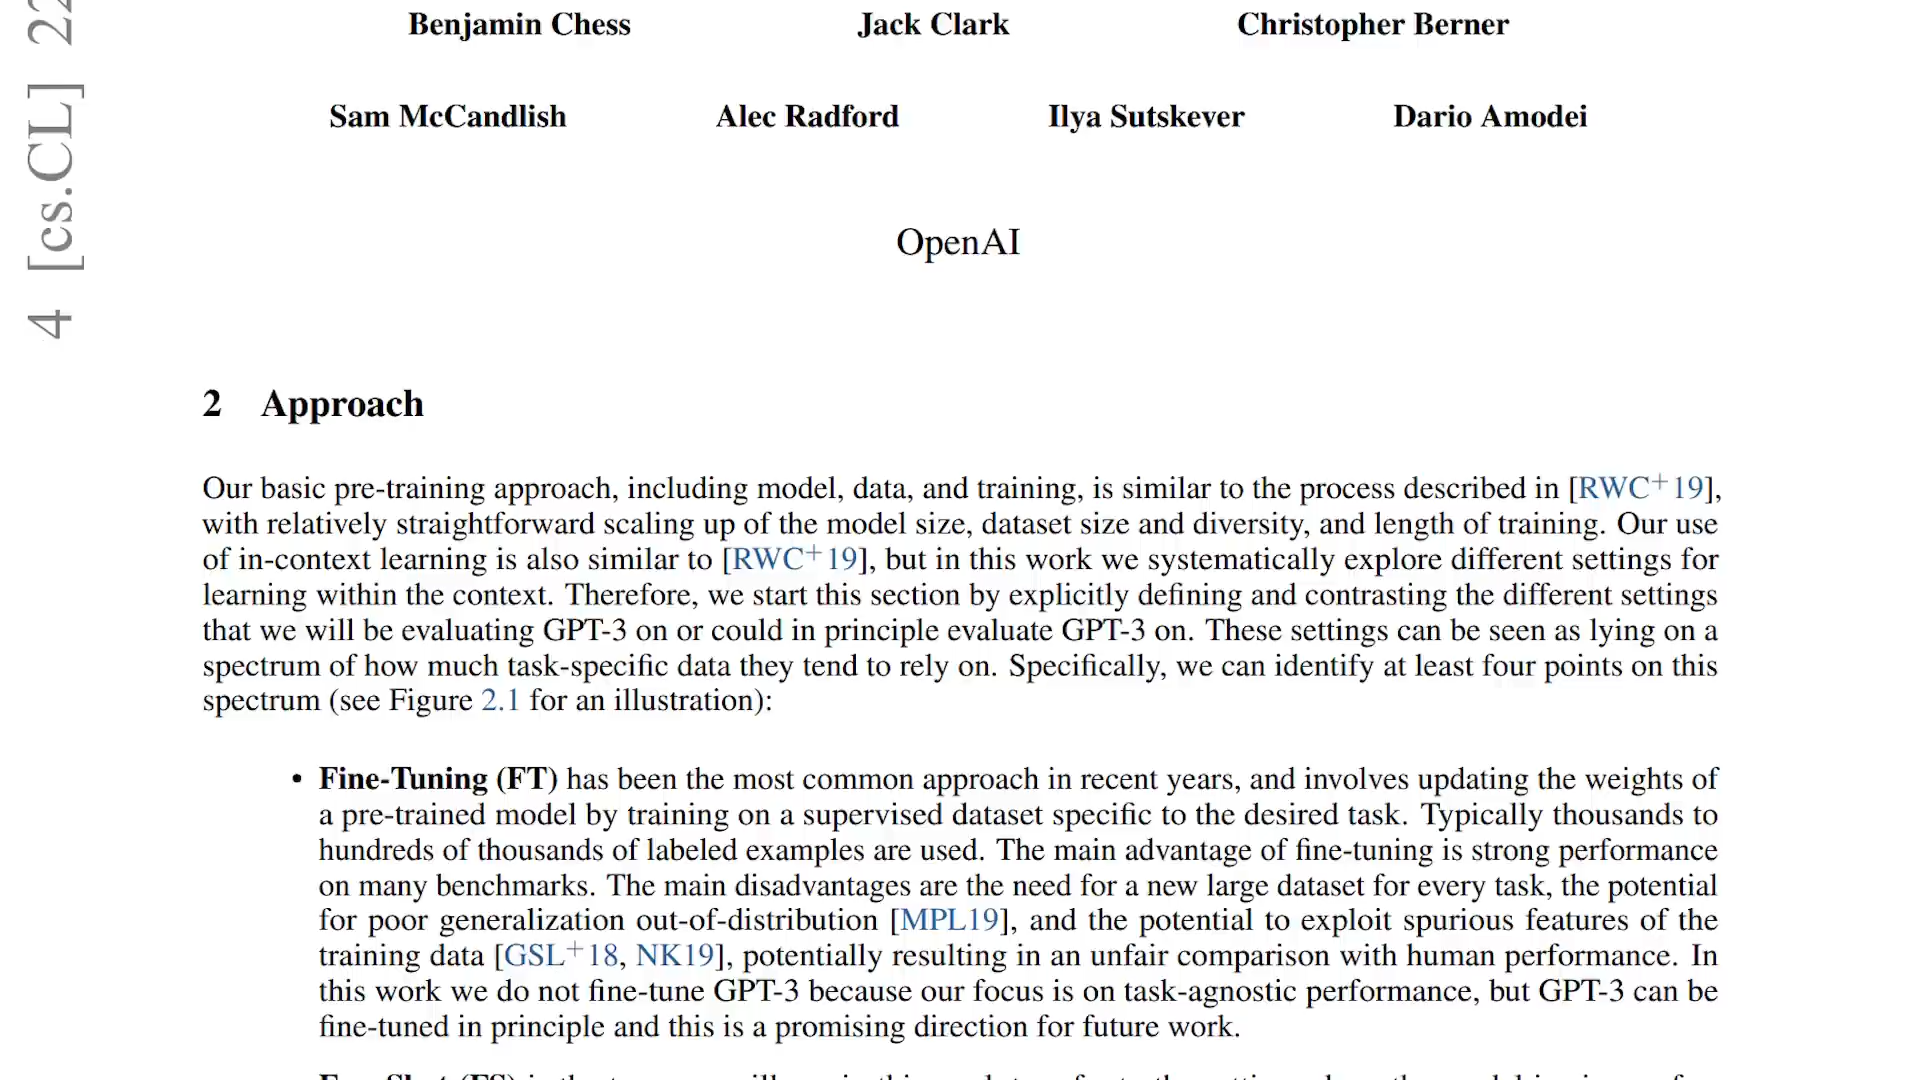 4 [cs.CL] 22
Benjamin Chess Jack Clark Christopher Berner
Sam McCandlish Alec Radford Ilya Sutskever Dario Amodei
OpenAI
2 Approach
Our basic pre-training approach, including model, data, and training, is similar to the process described in [RWC+19],
with relatively straightforward scaling up of the model size, dataset size and diversity, and length of training. Our use
of in-context learning is also similar to [RWC+19], but in this work we systematically explore different settings for
learning within the context. Therefore, we start this section by explicitly defining and contrasting the different settings
that we will be evaluating GPT-3 on or could in principle evaluate GPT-3 on. These settings can be seen as lying on a
spectrum of how much task-specific data they tend to rely on. Specifically, we can identify at least four points on this
spectrum (see Figure 2.1 for an illustration):
• Fine-Tuning (FT) has been the most common approach in recent years, and involves updating the weights of
a pre-trained model by training on a supervised dataset specific to the desired task. Typically thousands to
hundreds of thousands of labeled examples are used. The main advantage of fine-tuning is strong performance
on many benchmarks. The main disadvantages are the need for a new large dataset for every task, the potential
for poor generalization out-of-distribution [MPL19], and the potential to exploit spurious features of the
training data [GSL+18, NK19], potentially resulting in an unfair comparison with human performance. In
this work we do not fine-tune GPT-3 because our focus is on task-agnostic performance, but GPT-3 can be
fine-tuned in principle and this is a promising direction for future work.